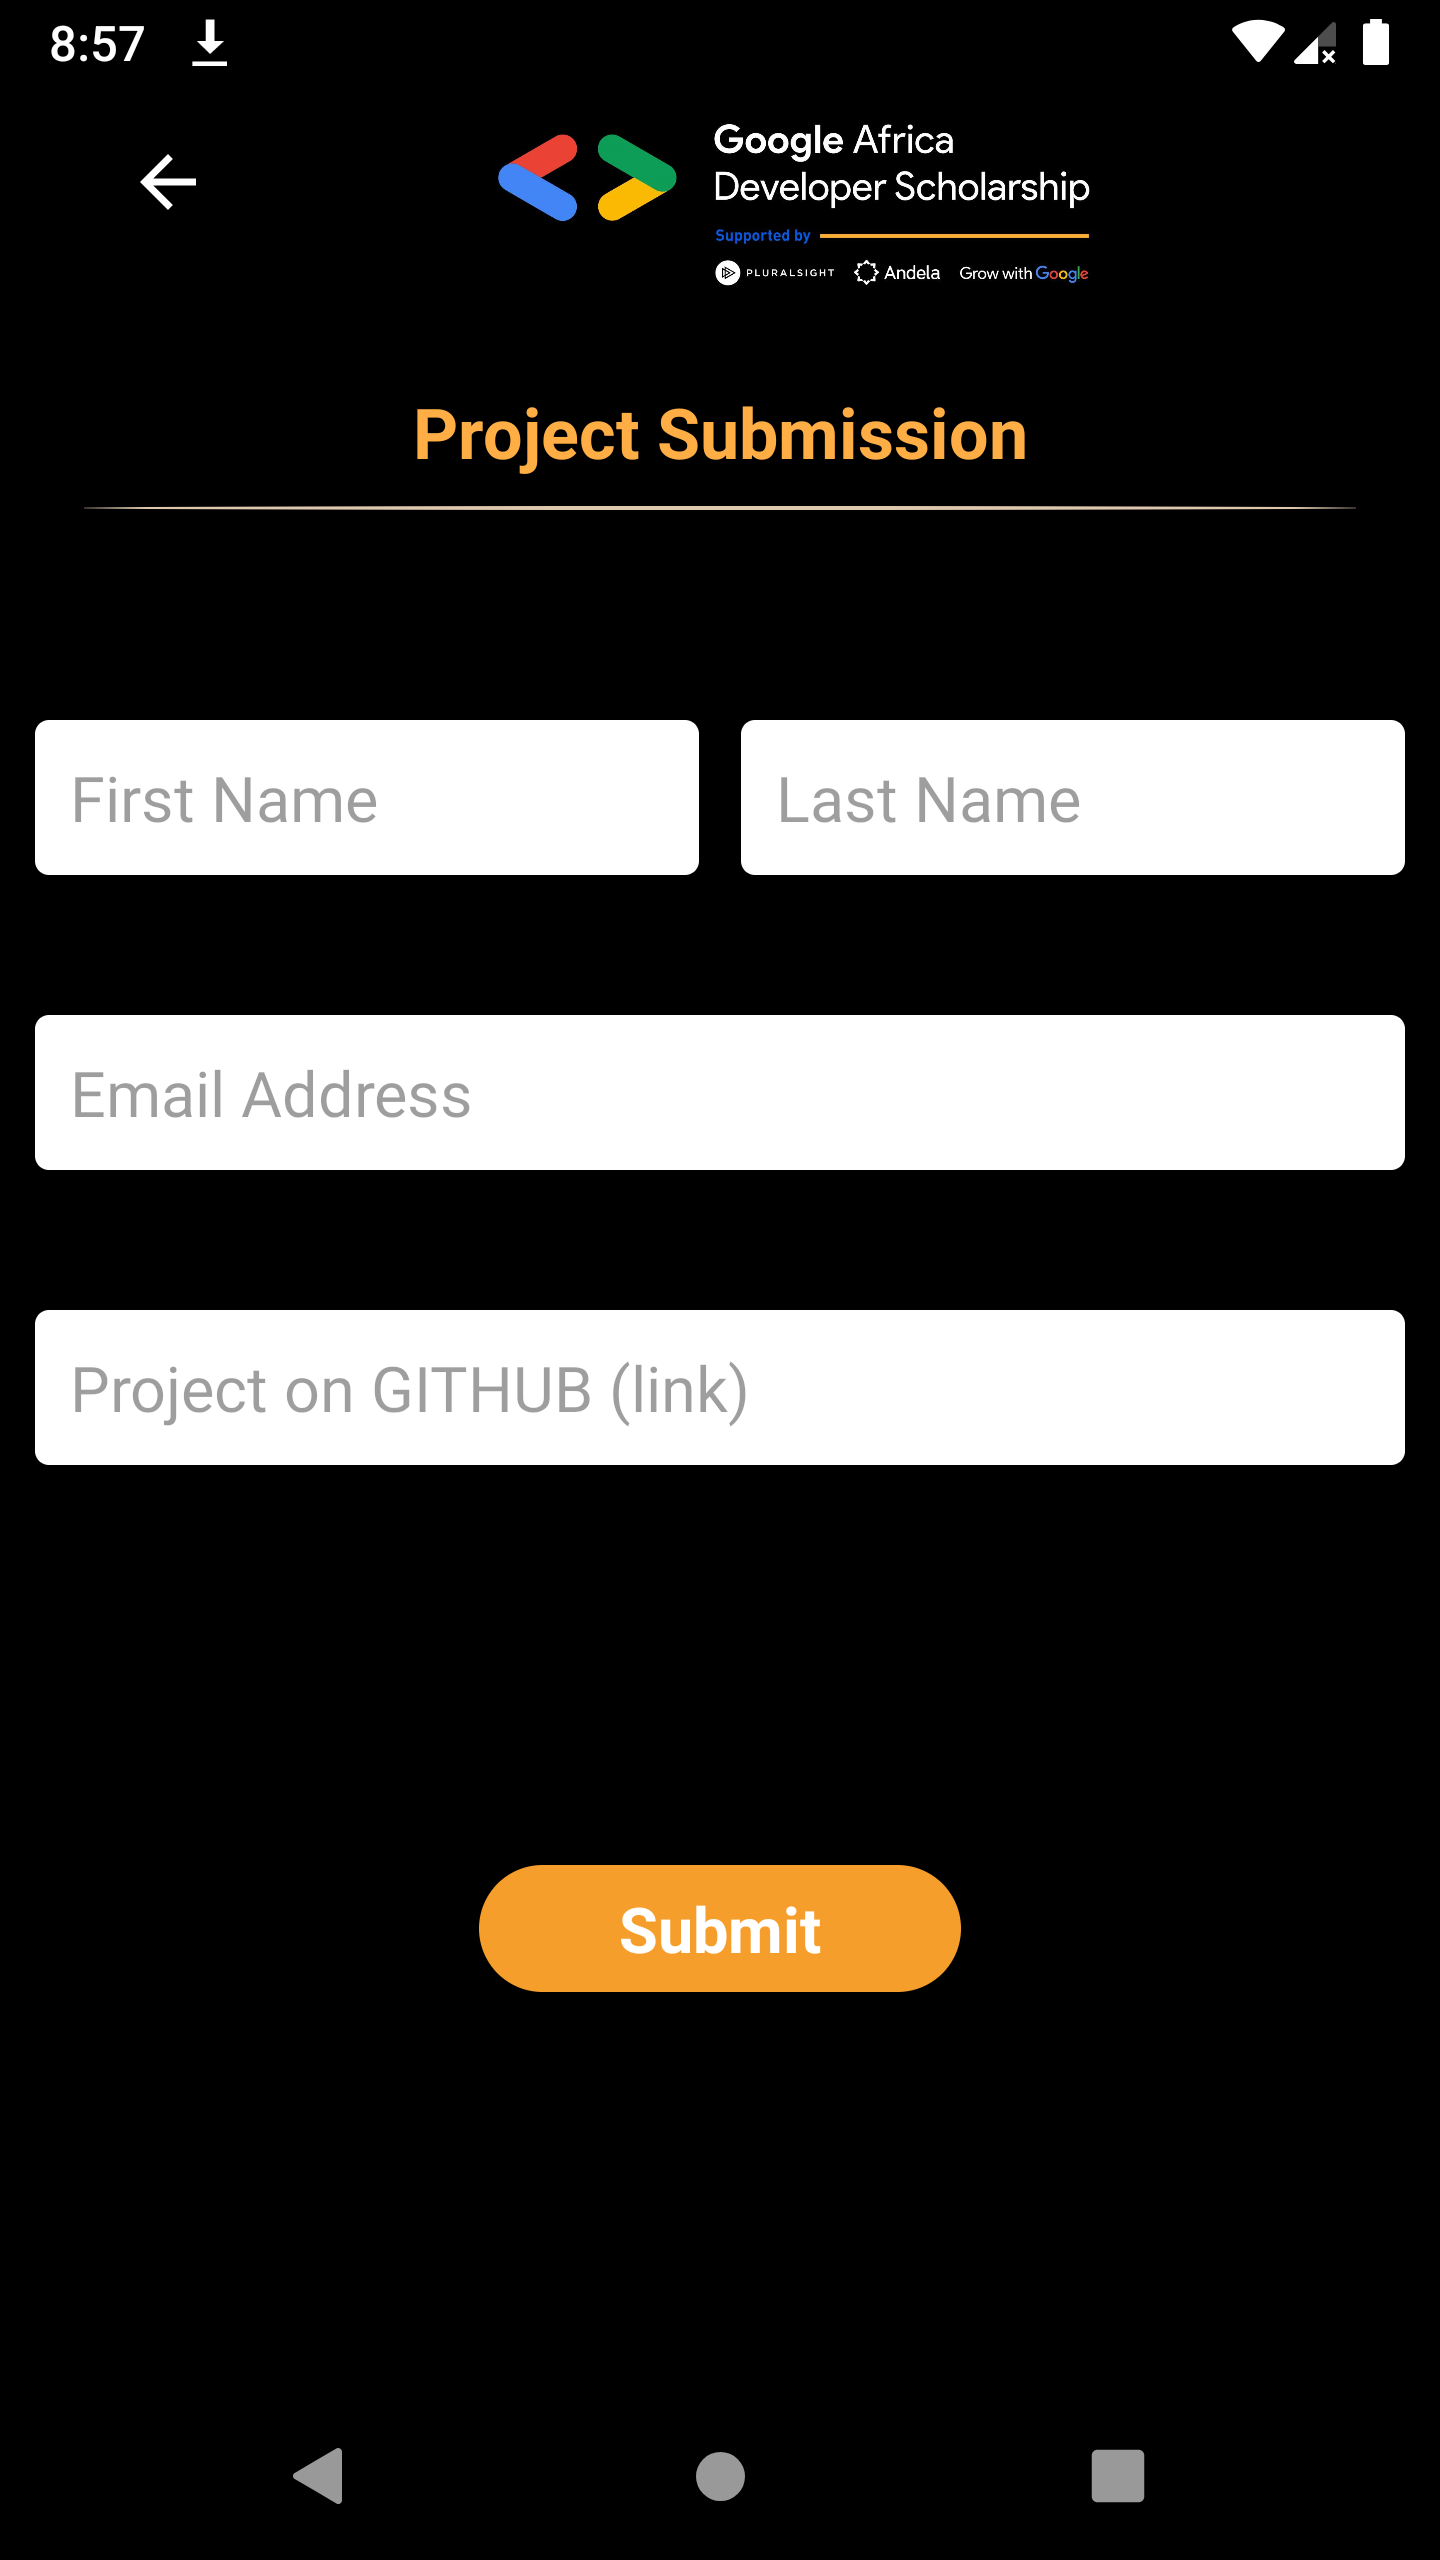 8:57
Google Africa
Developer Scholarship
Supported by
PLURALSIGHT Andela Grow with Google
Project Submission
First Name Last Name
Email Address
Project on GITHUB (link)
Submit